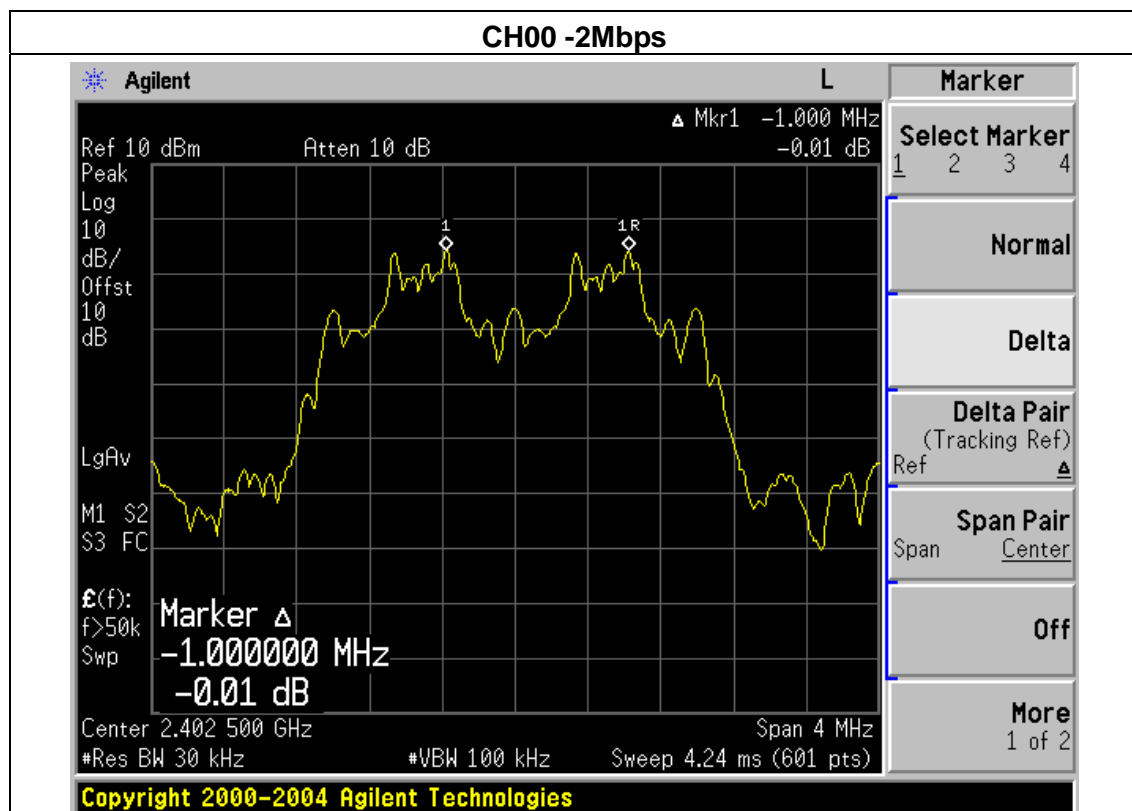 CH00 -2Mbps
Agilent L Marker
Δ Mkr1 -1.000 MHz
Ref 10 dBm Atten 10 dB -0.01 dB
Peak
Log
10
dB/
Offst
10
dB
1
1R
LgAv
M1 S2
S3 FC
£(f):
f>50k
Swp
Marker Δ
-1.000000 MHz
-0.01 dB
Center 2.402 500 GHz Span 4 MHz
#Res BW 30 kHz #VBW 100 kHz Sweep 4.24 ms (601 pts)
Select Marker
1 2 3 4
Normal
Delta
Delta Pair
(Tracking Ref)
Ref Δ
Span Pair
Span Center
Off
More
1 of 2
Copyright 2000-2004 Agilent Technologies